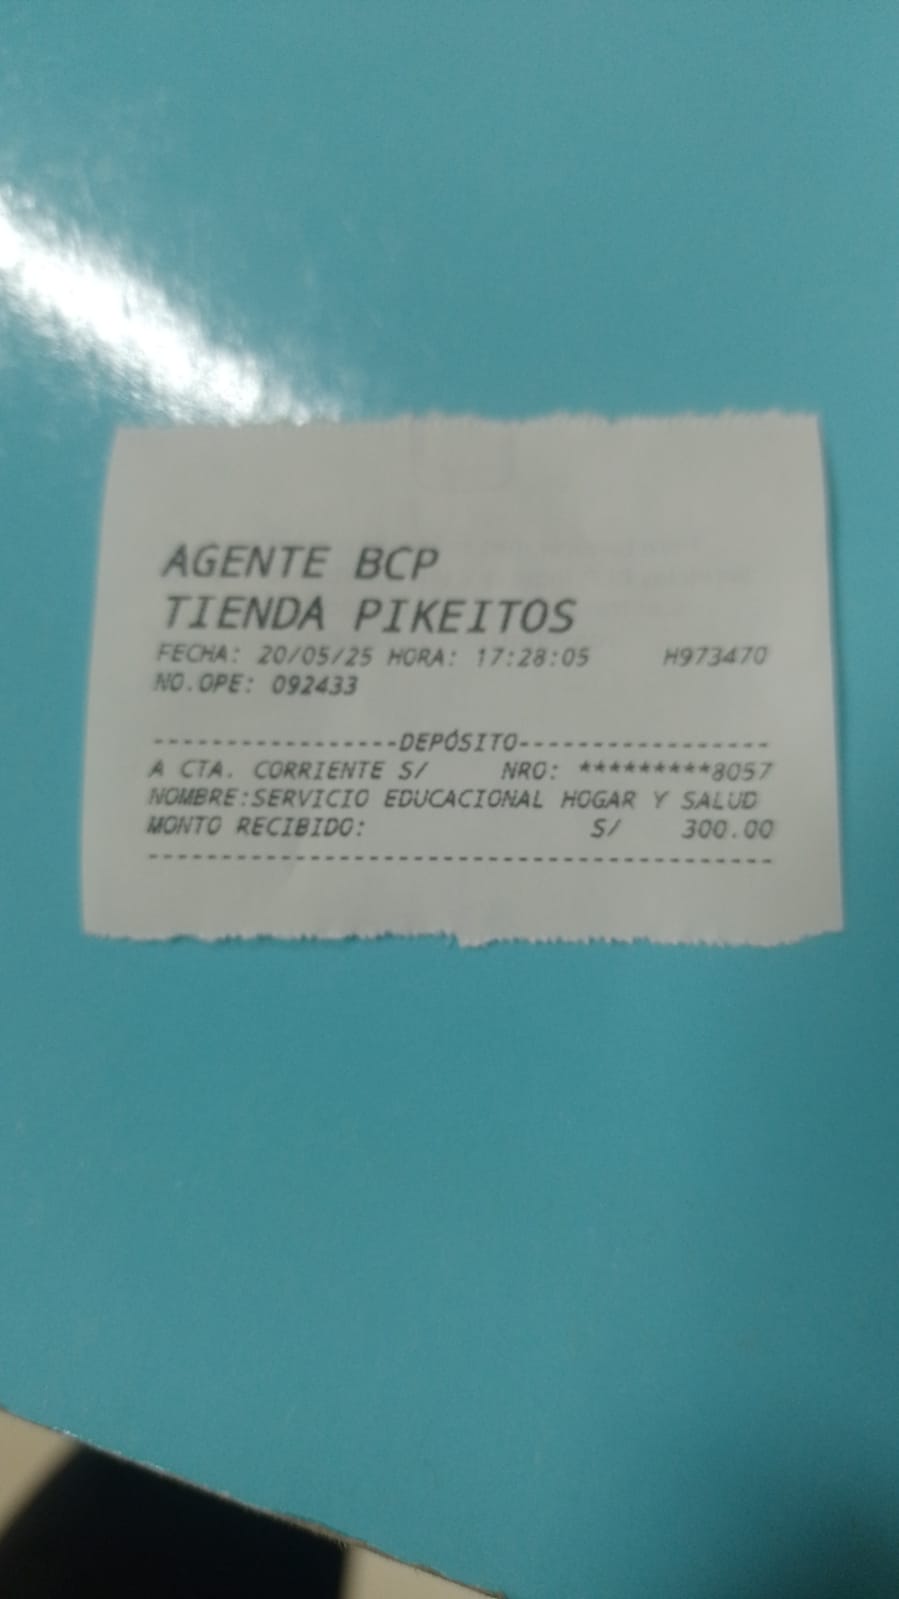 AGENTE BCP
TIENDA PIKEITOS
FECHA: 20/05/25 HORA: 17:28:05 H973470
NO.OPE: 092433
-----------------DEPÓSITO-----------------
A CTA. CORRIENTE S/ NRO: *********8057
NOMBRE:SERVICIO EDUCACIONAL HOGAR Y SALUD
MONTO RECIBIDO: S/ 300.00
------------------------------------------